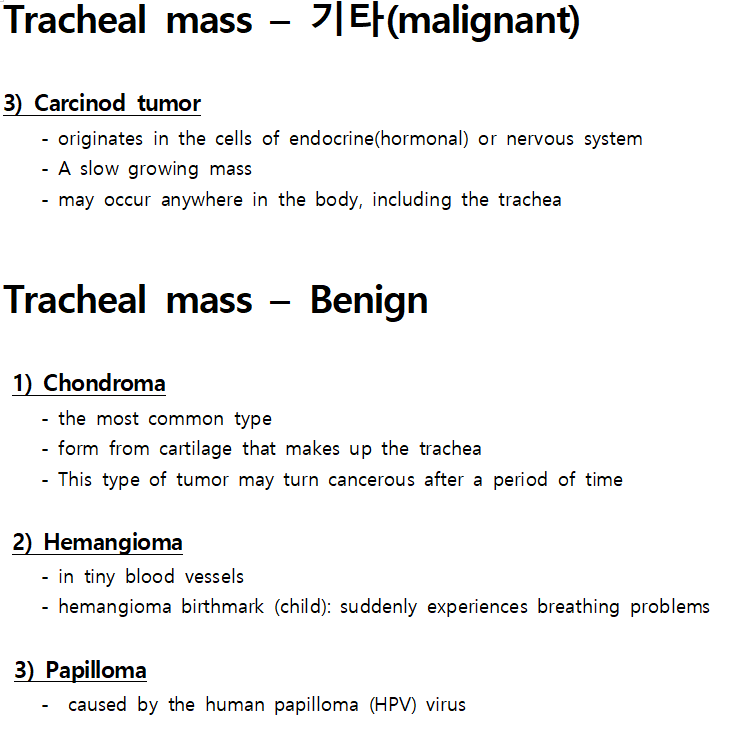 Tracheal mass – 기타(malignant)
3) Carcinod tumor
- originates in the cells of endocrine(hormonal) or nervous system
- A slow growing mass
- may occur anywhere in the body, including the trachea
Tracheal mass – Benign
1) Chondroma
- the most common type
- form from cartilage that makes up the trachea
- This type of tumor may turn cancerous after a period of time
2) Hemangioma
- in tiny blood vessels
- hemangioma birthmark (child): suddenly experiences breathing problems
3) Papilloma
- caused by the human papilloma (HPV) virus